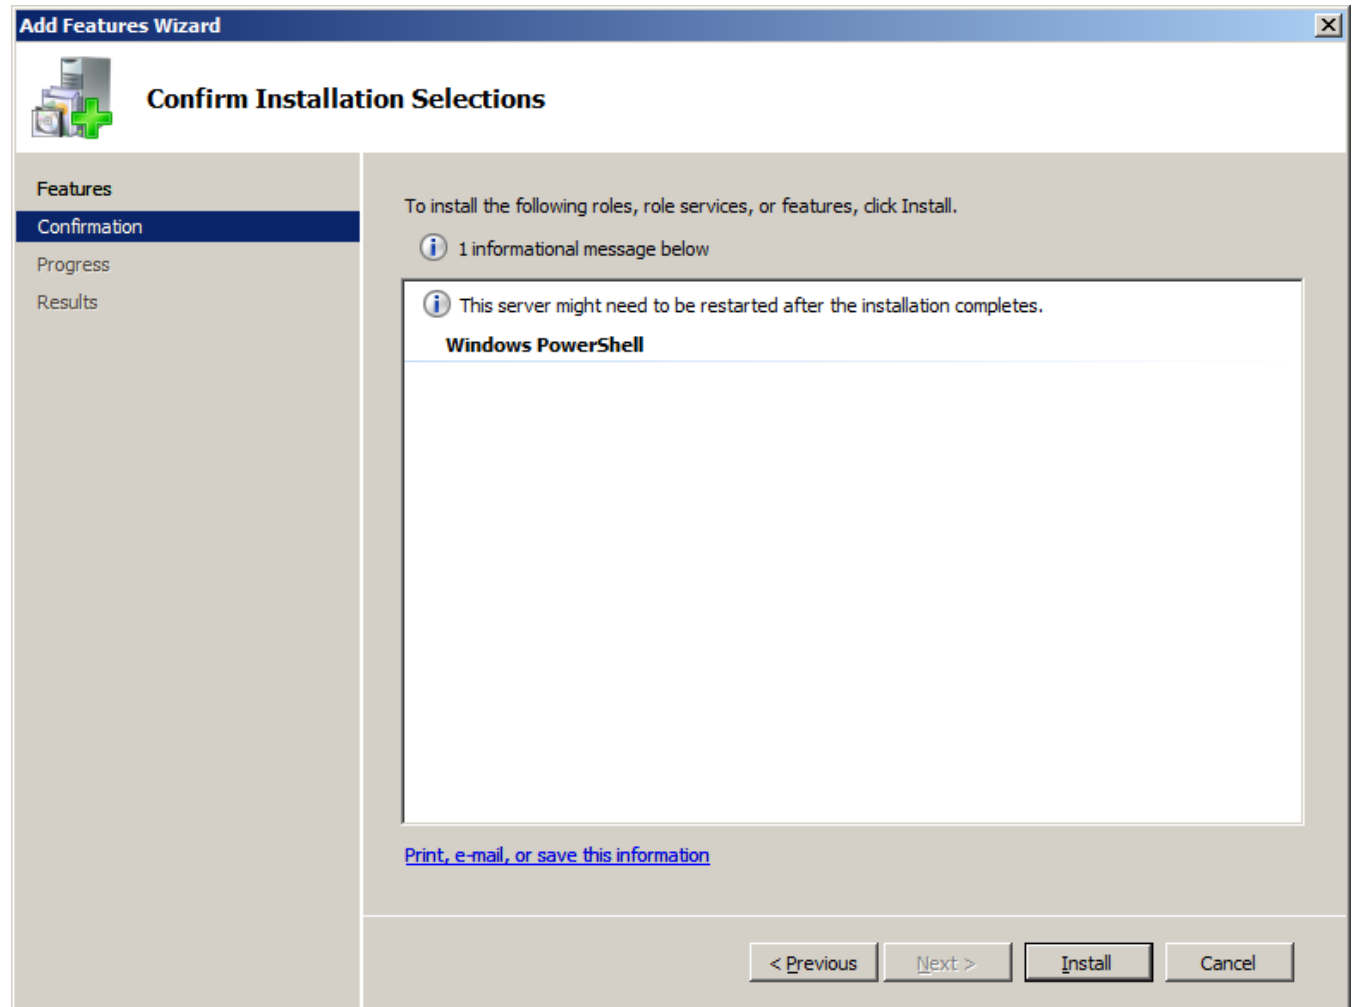 Add Features Wizard
Confirm Installation Selections
Features
Confirmation
Progress
Results
To install the following roles, role services, or features, click Install.
1 informational message below
This server might need to be restarted after the installation completes.
Windows PowerShell
Print, e-mail, or save this information
< Previous
Next >
Install
Cancel